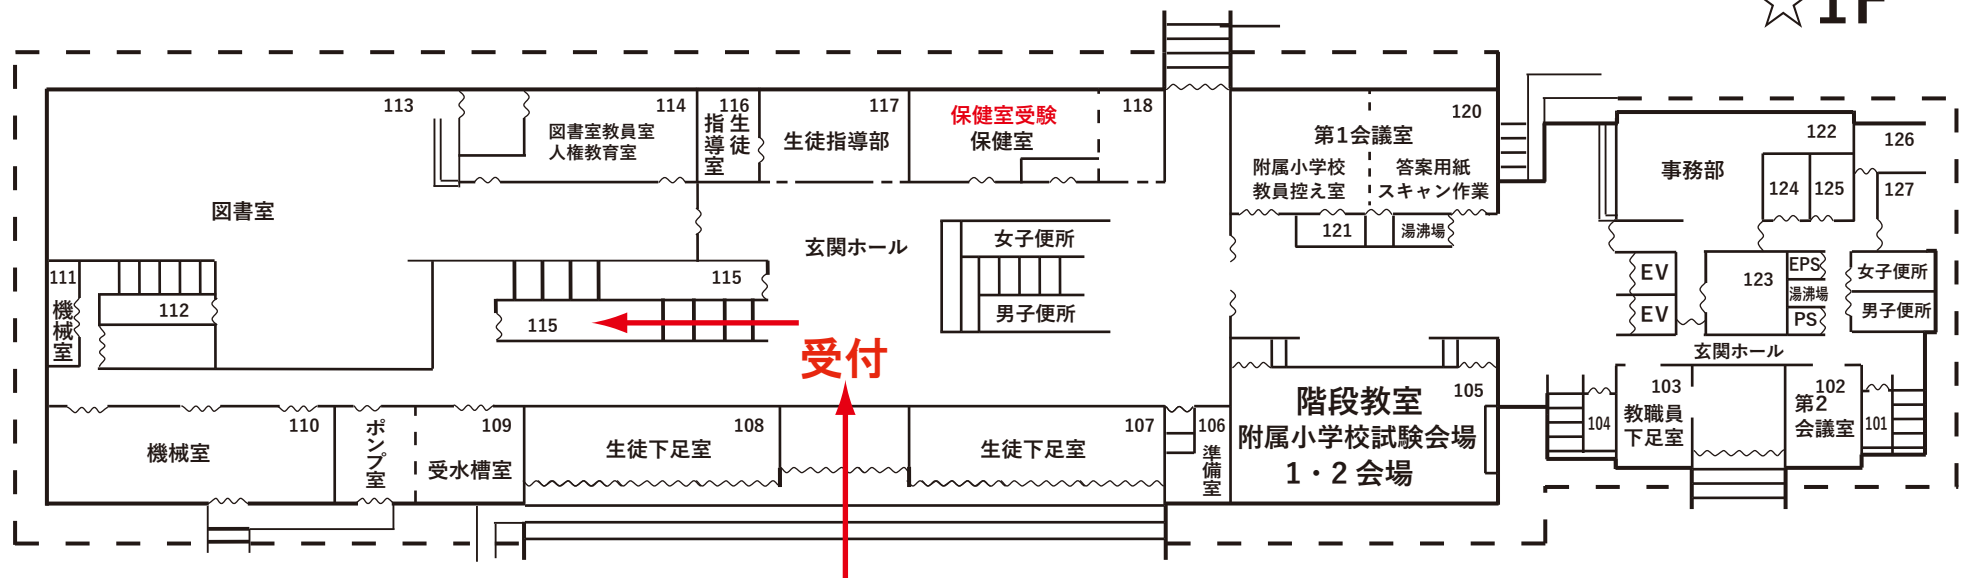 ☆1F
113
図書室
図書室教員室
人権教育室
114
116
生徒
指導室
117
生徒指導部
保健室受験
保健室
118
120
第1会議室
附属小学校
教員控え室
答案用紙
スキャン作業
121
湯沸場
122
事務部
124
125
126
127
111
機械室
112
115
115
玄関ホール
女子便所
男子便所
受付
EV
EV
123
EPS
湯沸場
PS
女子便所
男子便所
玄関ホール
110
機械室
ポンプ室
109
受水槽室
108
生徒下足室
107
生徒下足室
106
準備室
105
階段教室
附属小学校試験会場
1・2会場
104
103
教職員
下足室
102
第2
会議室
101